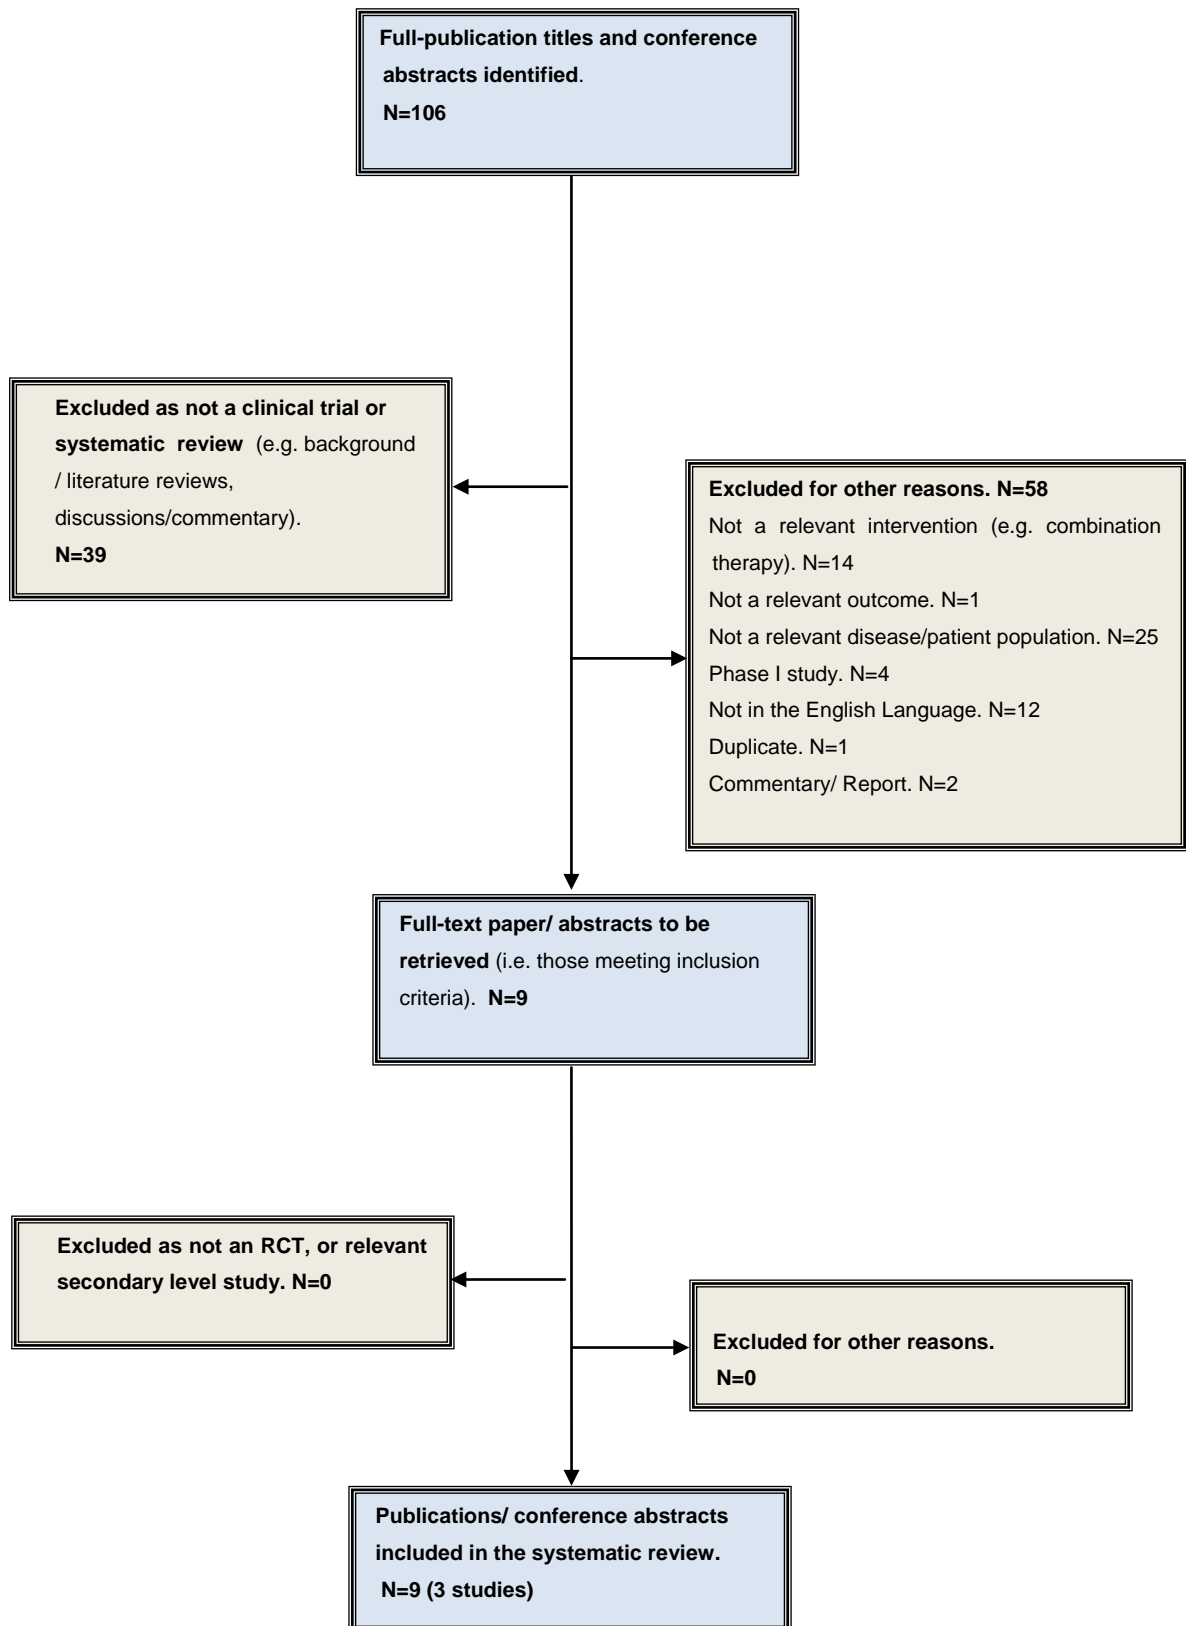 Full-publication titles and conference
abstracts identified.
N=106
Excluded as not a clinical trial or
systematic review (e.g. background
/ literature reviews,
discussions/commentary).
N=39
Excluded for other reasons. N=58
Not a relevant intervention (e.g. combination
therapy). N=14
Not a relevant outcome. N=1
Not a relevant disease/patient population. N=25
Phase I study. N=4
Not in the English Language. N=12
Duplicate. N=1
Commentary/ Report. N=2
Full-text paper/ abstracts to be
retrieved (i.e. those meeting inclusion
criteria). N=9
Excluded as not an RCT, or relevant
secondary level study. N=0
Excluded for other reasons.
N=0
Publications/ conference abstracts
included in the systematic review.
N=9 (3 studies)